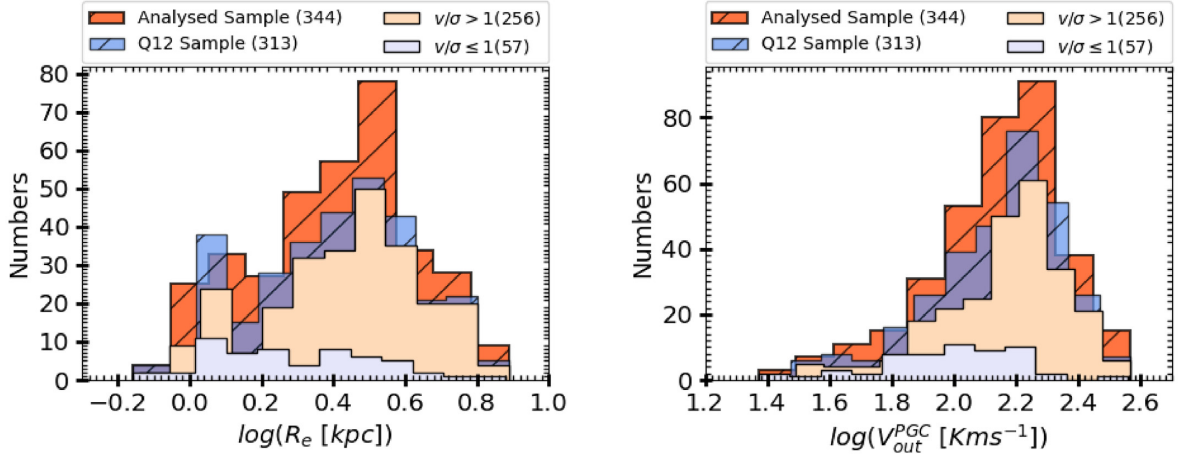 Analysed Sample (344)
v/σ > 1(256)
Q12 Sample (313)
v/σ ≤ 1(57)
80
70
60
50
40
30
20
10
0
Numbers
−0.2 0.0 0.2 0.4 0.6 0.8 1.0
log(R_e [kpc])
Analysed Sample (344)
v/σ > 1(256)
Q12 Sample (313)
v/σ ≤ 1(57)
80
60
40
20
0
Numbers
1.2 1.4 1.6 1.8 2.0 2.2 2.4 2.6
log(V_out^PGC [Kms^−1])